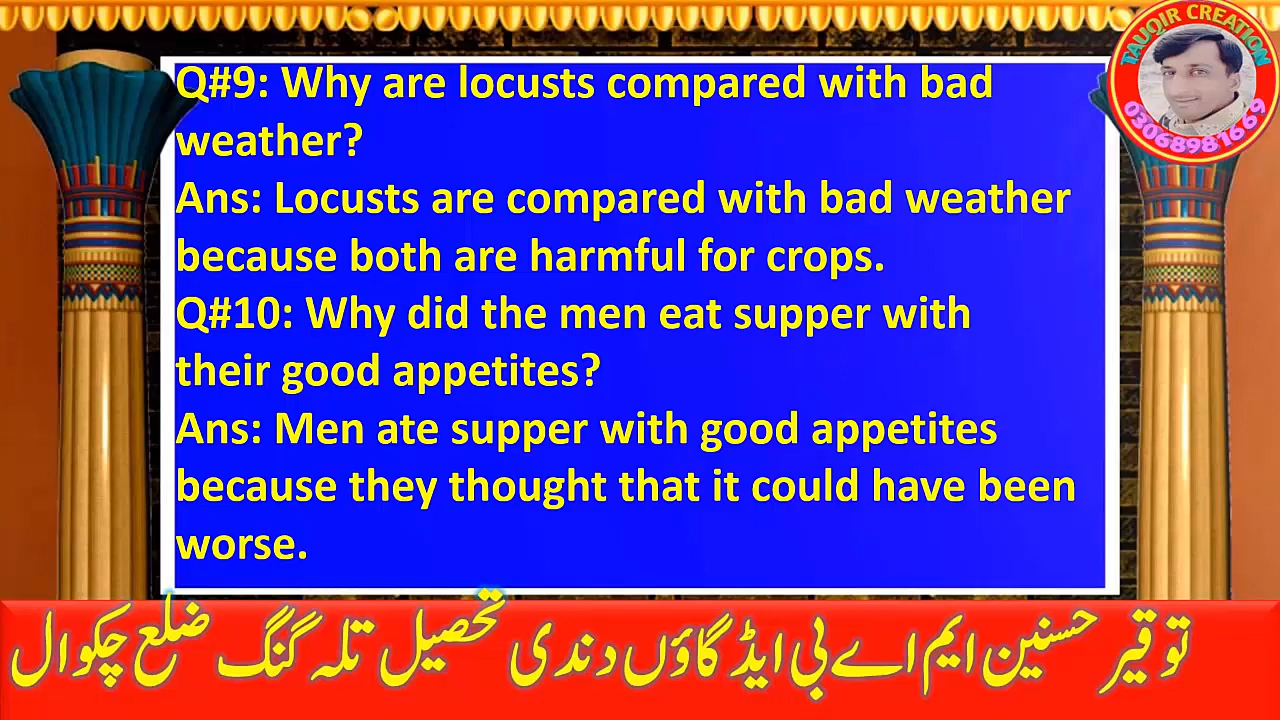 TAUQIR CREATION
03068981669
Q#9: Why are locusts compared with bad
weather?
Ans: Locusts are compared with bad weather
because both are harmful for crops.
Q#10: Why did the men eat supper with
their good appetites?
Ans: Men ate supper with good appetites
because they thought that it could have been
worse.
توقیر حسنین ایم اے بی ایڈ گاؤں دندی تحصیل تلہ گنگ ضلع چکوال